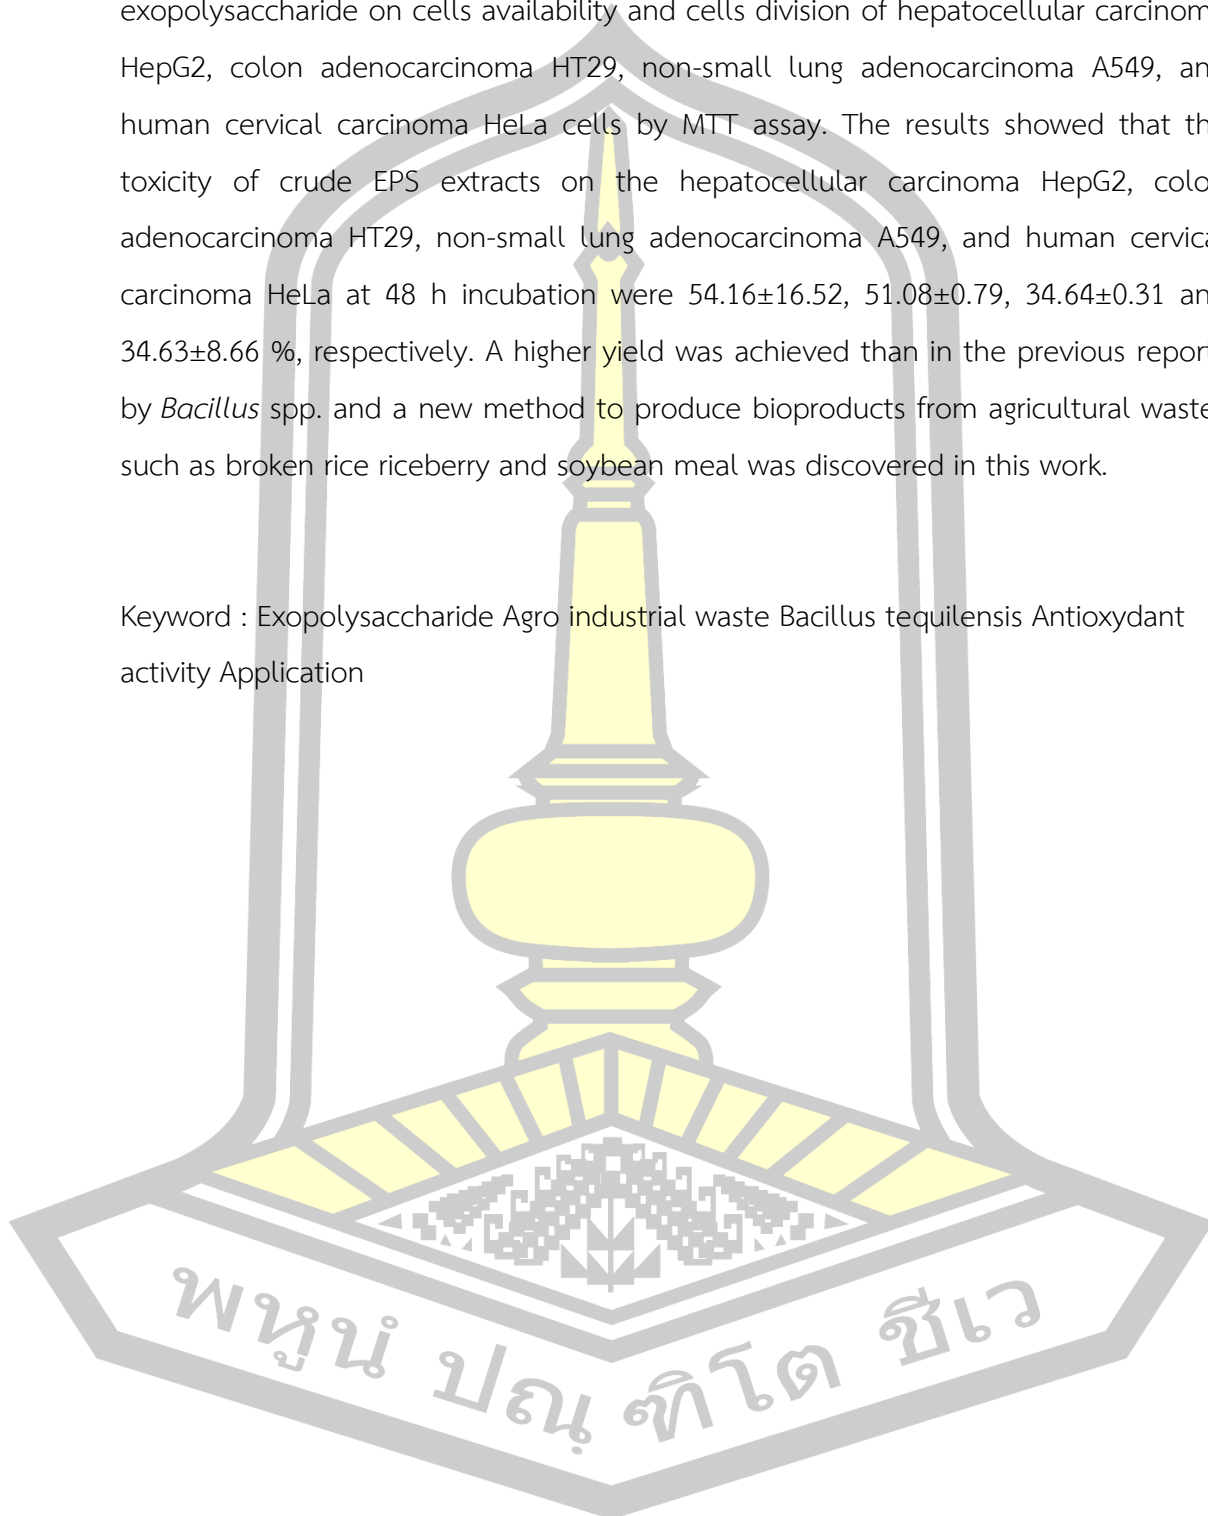 exopolysaccharide on cells availability and cells division of hepatocellular carcinom
HepG2, colon adenocarcinoma HT29, non-small lung adenocarcinoma A549, an
human cervical carcinoma HeLa cells by MTT assay. The results showed that th
toxicity of crude EPS extracts on the hepatocellular carcinoma HepG2, colo
adenocarcinoma HT29, non-small lung adenocarcinoma A549, and human cervica
carcinoma HeLa at 48 h incubation were 54.16±16.52, 51.08±0.79, 34.64±0.31 an
34.63±8.66 %, respectively. A higher yield was achieved than in the previous report
by Bacillus spp. and a new method to produce bioproducts from agricultural waste
such as broken rice riceberry and soybean meal was discovered in this work.
Keyword : Exopolysaccharide Agro industrial waste Bacillus tequilensis Antioxydant
activity Application
พหูนํ ปณฺฑิโต ชีเว